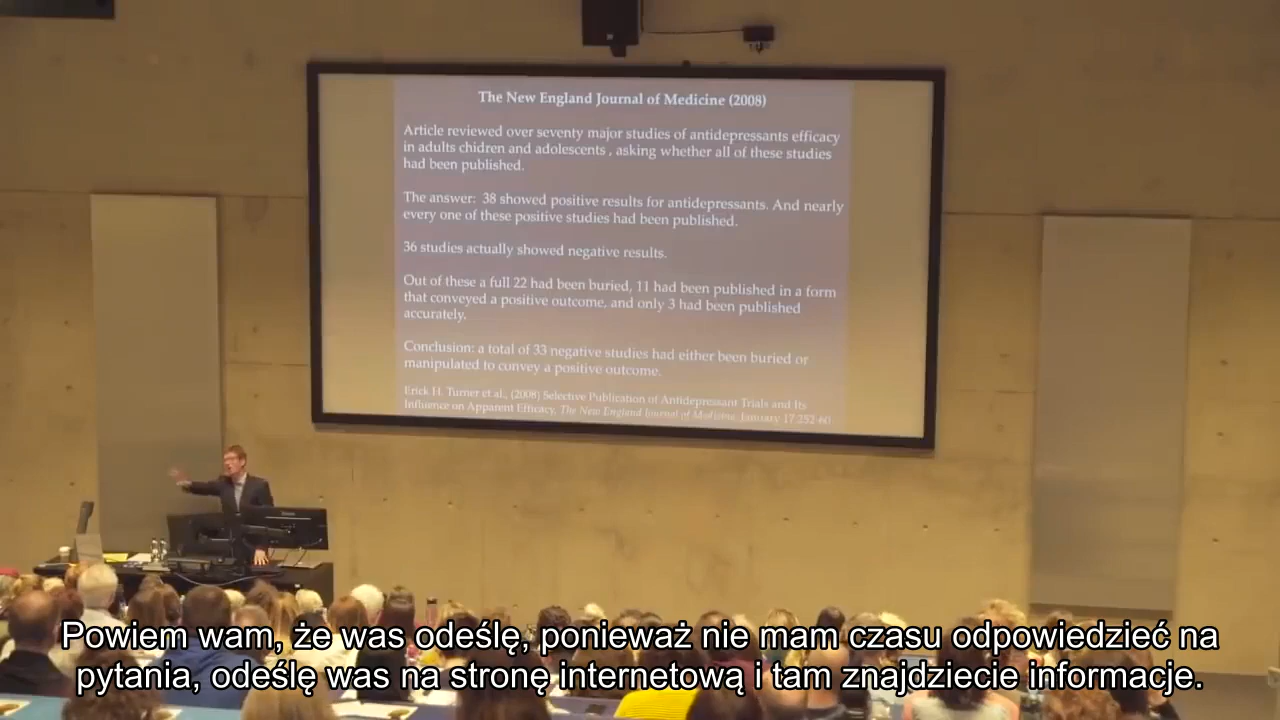 The New England Journal of Medicine (2008)
Article reviewed over seventy major studies of antidepressants efficacy
in adults chidren and adolescents , asking whether all of these studies
had been published.
The answer: 38 showed positive results for antidepressants. And nearly
every one of these positive studies had been published.
36 studies actually showed negative results.
Out of these a full 22 had been buried, 11 had been published in a form
that conveyed a positive outcome, and only 3 had been published
accurately.
Conclusion: a total of 33 negative studies had either been buried or
manipulated to convey a positive outcome.
Erick H. Turner et al., (2008) Selective Publication of Antidepressant Trials and Its
Influence on Apparent Efficacy, The New England Journal of Medicine, January 17:252-60
Powiem wam, że was odeślę, ponieważ nie mam czasu odpowiedzieć na
pytania, odeślę was na stronę internetową i tam znajdziecie informacje.